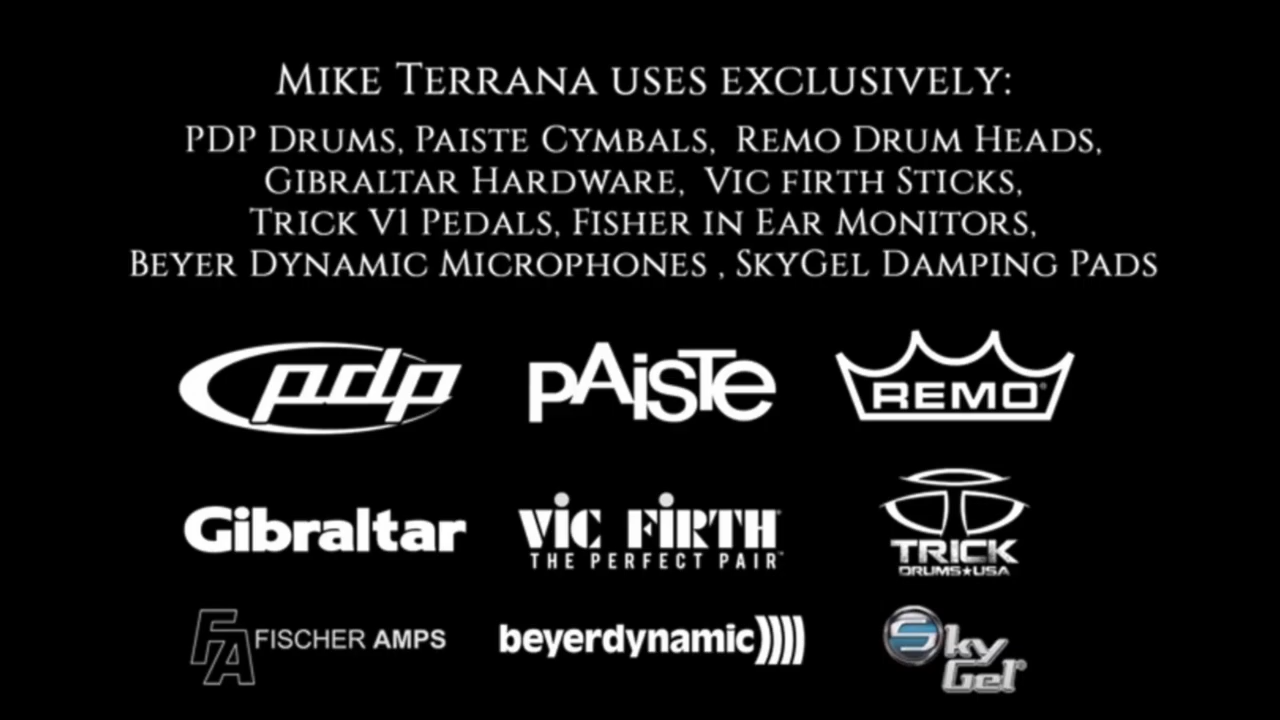 Mike Terrana uses exclusively:
PDP Drums, Paiste Cymbals, Remo Drum Heads,
Gibraltar Hardware, Vic firth Sticks,
Trick V1 Pedals, Fisher in Ear Monitors,
Beyer Dynamic Microphones , SkyGel Damping Pads
pdp
PAiSTe
REMO®
Gibraltar
VIC FIRTH
THE PERFECT PAIR™
TRICK
DRUMS★USA
FA FISCHER AMPS
beyerdynamic
Sky
Gel®